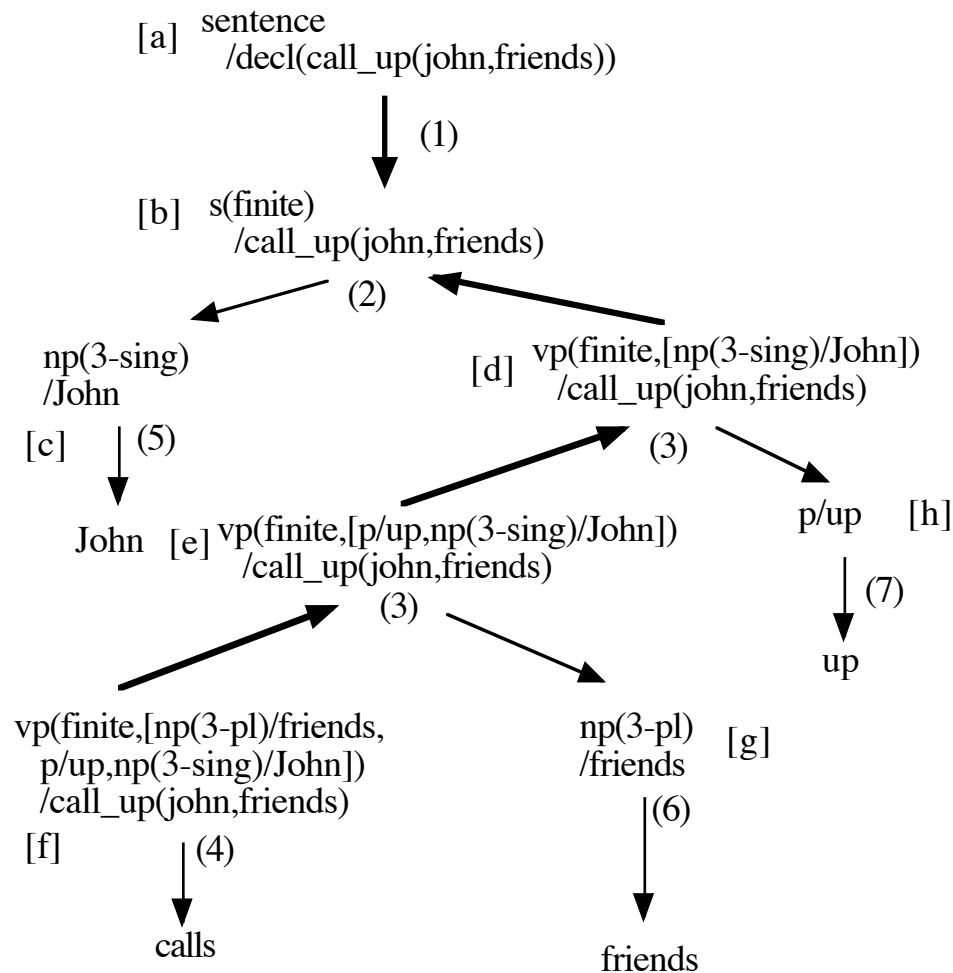 [a] sentence
/decl(call_up(john,friends))
(1)
[b] s(finite)
/call_up(john,friends)
(2)
np(3-sing)
/John
[c] (5)
John
[d] vp(finite,[np(3-sing)/John])
/call_up(john,friends)
(3)
p/up [h]
(7)
up
[e] vp(finite,[p/up,np(3-sing)/John])
/call_up(john,friends)
(3)
vp(finite,[np(3-pl)/friends,
p/up,np(3-sing)/John])
/call_up(john,friends)
[f] (4)
calls
np(3-pl)
/friends
[g]
(6)
friends